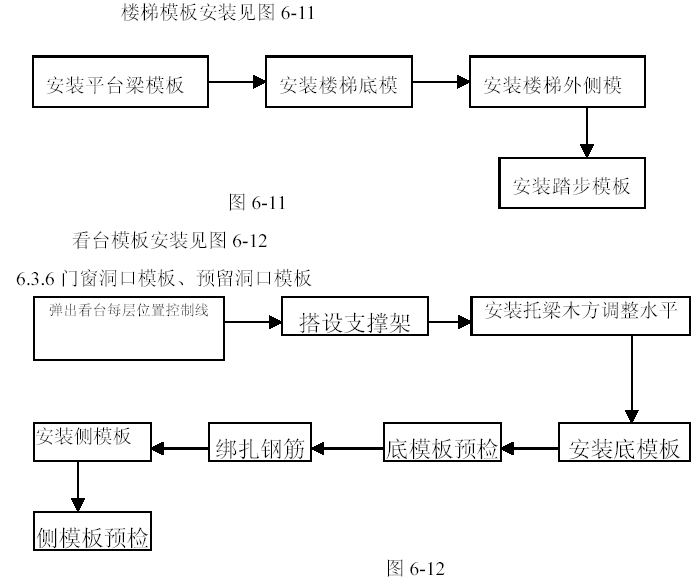 楼梯模板安装见图 6-11
安装平台梁模板
安装楼梯底模
安装楼梯外侧模
安装踏步模板
图 6-11
看台模板安装见图 6-12
6.3.6 门窗洞口模板、预留洞口模板
弹出看台每层位置控制线
搭设支撑架
安装托梁木方调整水平
安装侧模板
绑扎钢筋
底模板预检
安装底模板
侧模板预检
图 6-12